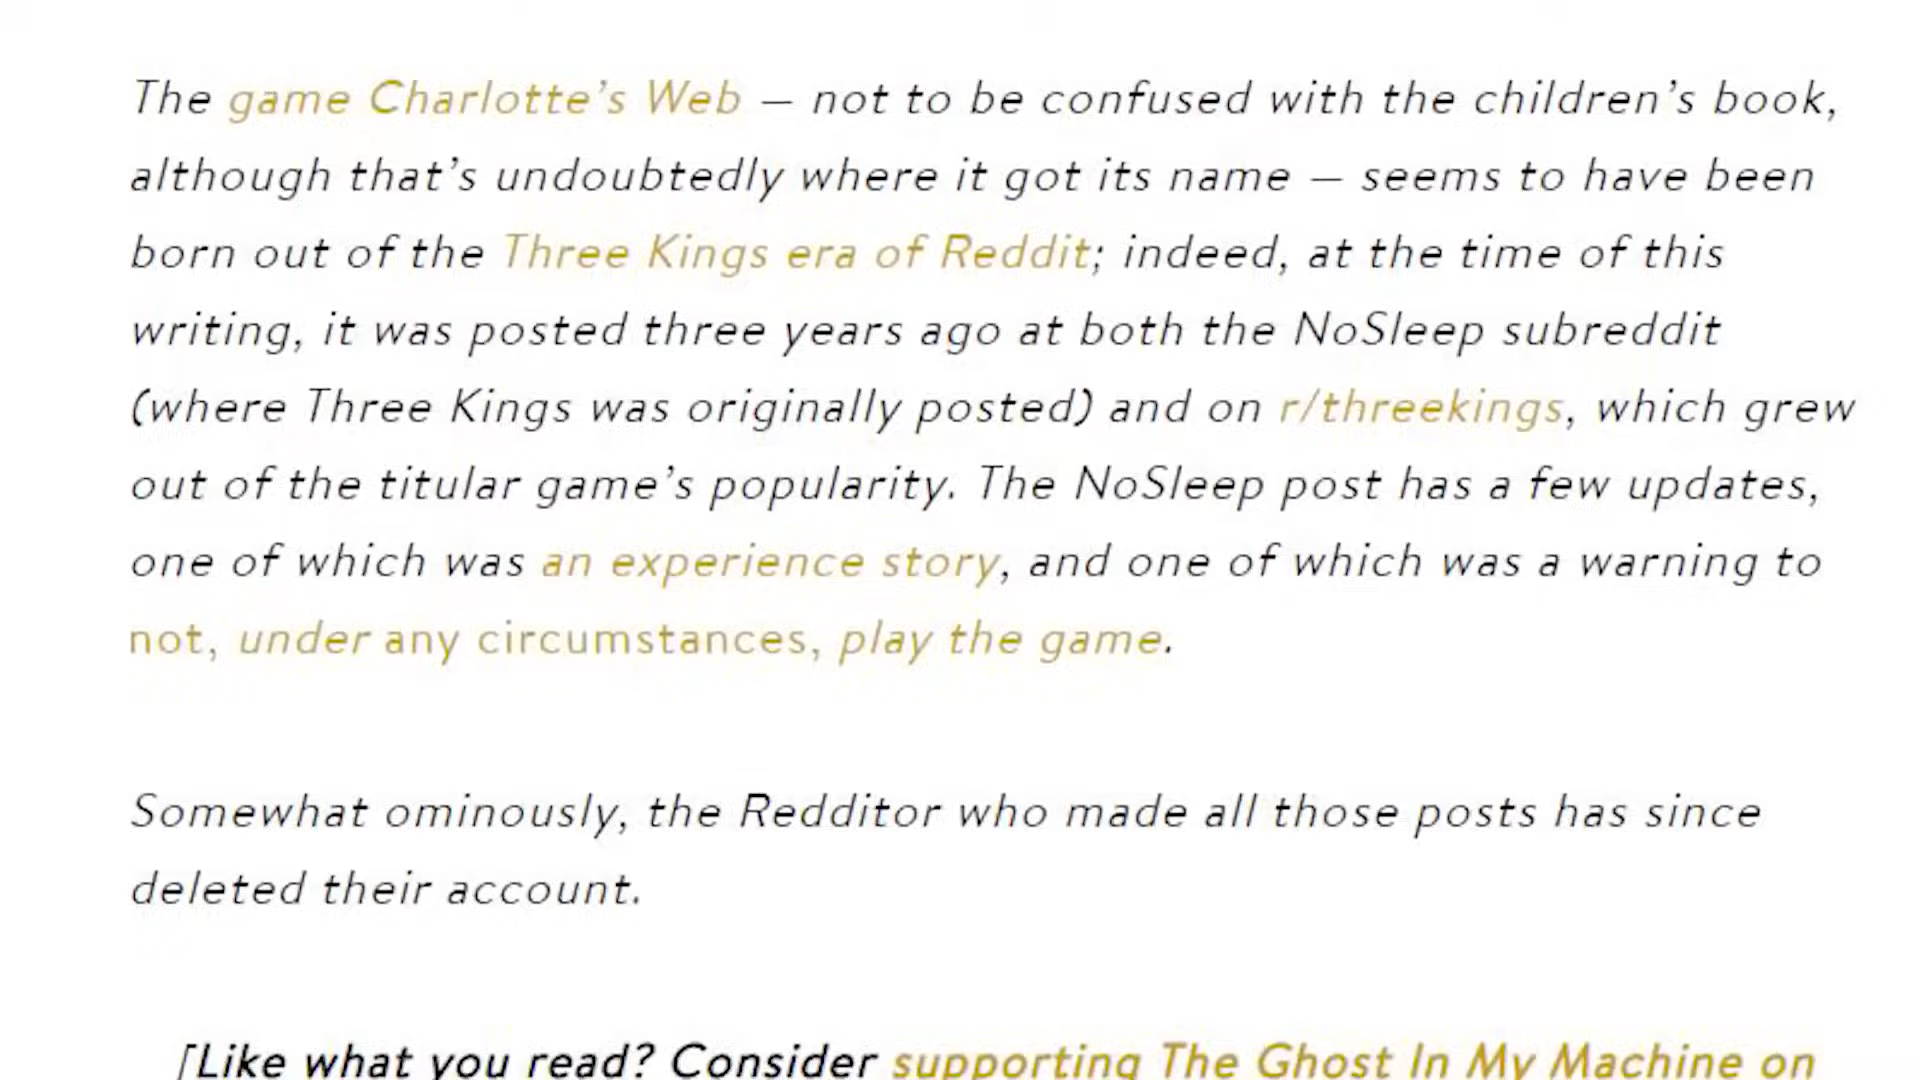 The game Charlotte’s Web – not to be confused with the children’s book,
although that’s undoubtedly where it got its name – seems to have been
born out of the Three Kings era of Reddit; indeed, at the time of this
writing, it was posted three years ago at both the NoSleep subreddit
(where Three Kings was originally posted) and on r/threekings, which grew
out of the titular game’s popularity. The NoSleep post has a few updates,
one of which was an experience story, and one of which was a warning to
not, under any circumstances, play the game.
Somewhat ominously, the Redditor who made all those posts has since
deleted their account.
[Like what you read? Consider supporting The Ghost In My Machine on